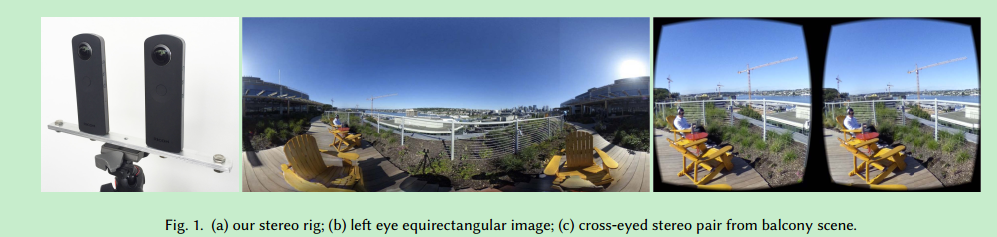 Fig. 1. (a) our stereo rig; (b) left eye equirectangular image; (c) cross-eyed stereo pair from balcony scene.